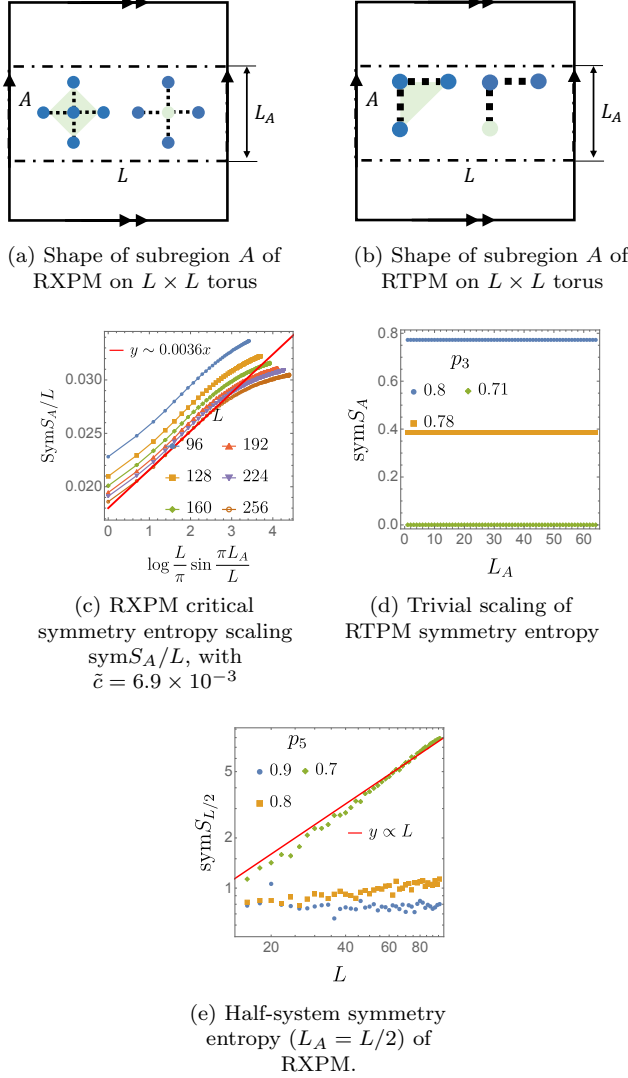 A
L_A
L
A
L_A
L
(a) Shape of subregion A of
RXPM on L × L torus
(b) Shape of subregion A of
RTPM on L × L torus
y ∼ 0.0036x
0.030
0.025
0.020
SymS_A/L
L
96 192
128 224
160 256
0 1 2 3 4
log L/π sin πL_A/L
0.8
0.6
0.4
0.2
0.0
symS_A
p_3
0.8 0.71
0.78
0 10 20 30 40 50 60
L_A
(c) RXPM critical
symmetry entropy scaling
symS_A/L, with
c̃ = 6.9 × 10⁻³
(d) Trivial scaling of
RTPM symmetry entropy
p_5
0.9 0.7
0.8
y ∝ L
5
2
1
symS_{L/2}
20 40 60 80
L
(e) Half-system symmetry
entropy (L_A = L/2) of
RXPM.